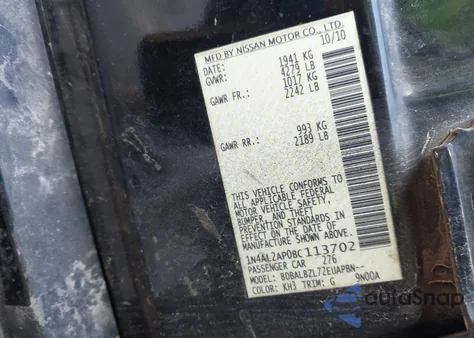 MFD BY NISSAN MOTOR CO., LTD.
DATE: 10/10
GVWR: 1941 KG
4279 LB
GAWR FR.: 1017 KG
2242 LB
GAWR RR.: 993 KG
2189 LB
THIS VEHICLE CONFORMS TO
ALL APPLICABLE FEDERAL
MOTOR VEHICLE SAFETY,
BUMPER, AND THEFT
PREVENTION STANDARDS IN
EFFECT ON THE DATE OF
MANUFACTURE SHOWN ABOVE.
1N4AL2AP0BC113702
PASSENGER CAR 276
MODEL: BDBALBZL72EUAPBN--
COLOR: KH3 TRIM: G 9N00A
autoSnap